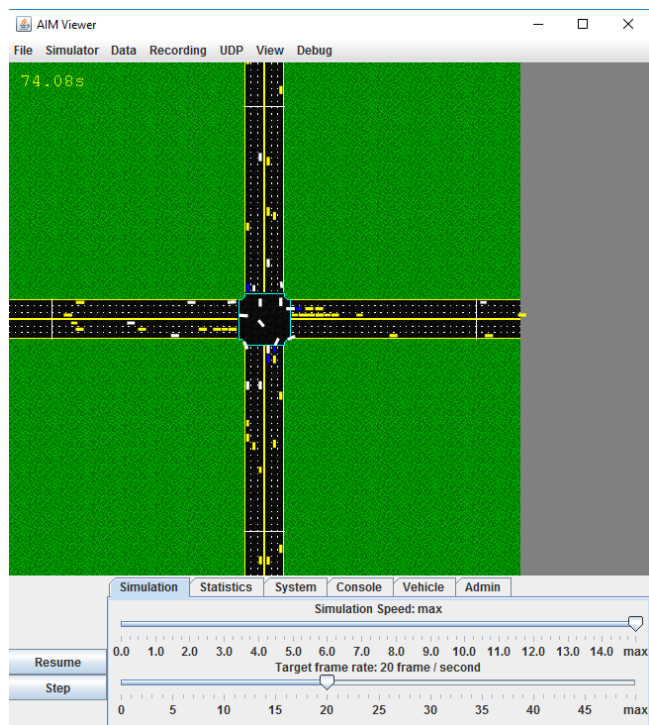 AIM Viewer
File Simulator Data Recording UDP View Debug
74.08s
Simulation Statistics System Console Vehicle Admin
Simulation Speed: max
0.0 1.0 2.0 3.0 4.0 5.0 6.0 7.0 8.0 9.0 10.0 11.0 12.0 13.0 14.0 max
Resume
Target frame rate: 20 frame / second
Step
0 5 10 15 20 25 30 35 40 45 max